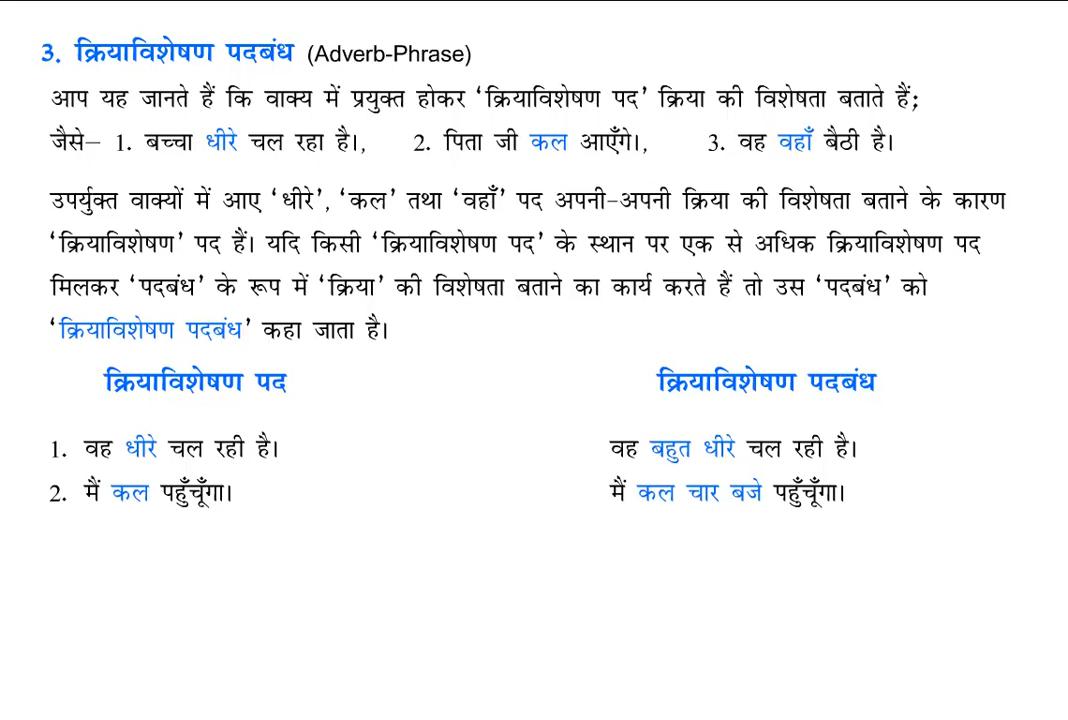 3. क्रियाविशेषण पदबंध (Adverb-Phrase)
आप यह जानते हैं कि वाक्य में प्रयुक्त होकर ‘क्रियाविशेषण पद’ क्रिया की विशेषता बताते हैं;
जैसे– 1. बच्चा धीरे चल रहा है।, 2. पिता जी कल आएँगे।, 3. वह वहाँ बैठी है।
उपर्युक्त वाक्यों में आए ‘धीरे’, ‘कल’ तथा ‘वहाँ’ पद अपनी-अपनी क्रिया की विशेषता बताने के कारण
‘क्रियाविशेषण’ पद हैं। यदि किसी ‘क्रियाविशेषण पद’ के स्थान पर एक से अधिक क्रियाविशेषण पद
मिलकर ‘पदबंध’ के रूप में ‘क्रिया’ की विशेषता बताने का कार्य करते हैं तो उस ‘पदबंध’ को
‘क्रियाविशेषण पदबंध’ कहा जाता है।
क्रियाविशेषण पद क्रियाविशेषण पदबंध
1. वह धीरे चल रही है। वह बहुत धीरे चल रही है।
2. मैं कल पहुँचूँगा। मैं कल चार बजे पहुँचूँगा।